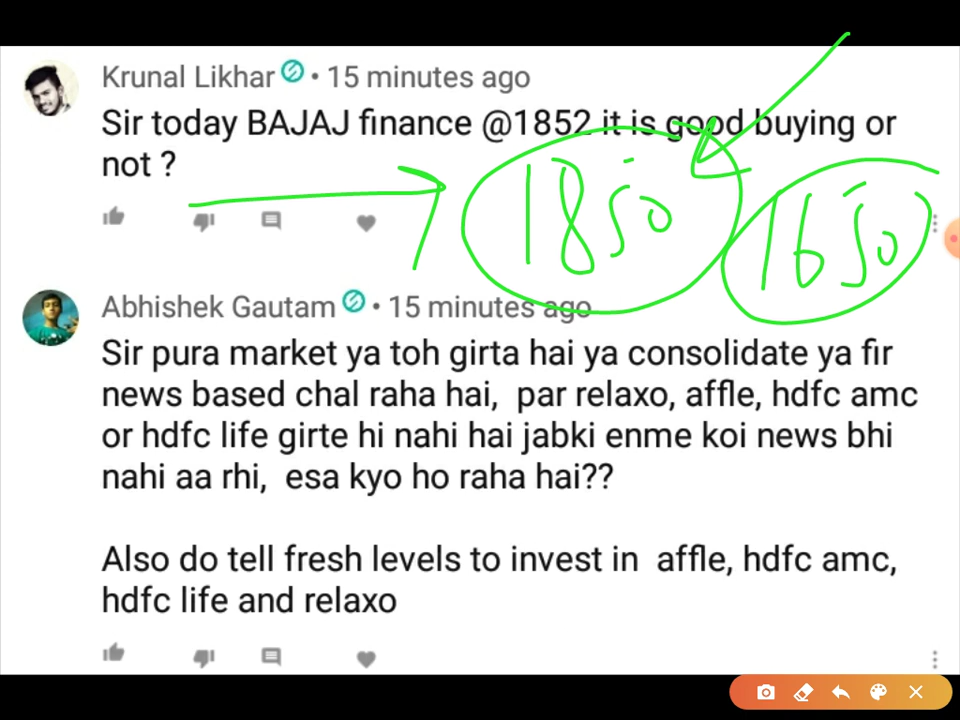 Krunal Likhar • 15 minutes ago
Sir today BAJAJ finance @1852 it is good buying or
not ?
1850 1650
Abhishek Gautam • 15 minutes ago
Sir pura market ya toh girta hai ya consolidate ya fir
news based chal raha hai, par relaxo, affle, hdfc amc
or hdfc life girte hi nahi hai jabki enme koi news bhi
nahi aa rhi, esa kyo ho raha hai??
Also do tell fresh levels to invest in affle, hdfc amc,
hdfc life and relaxo